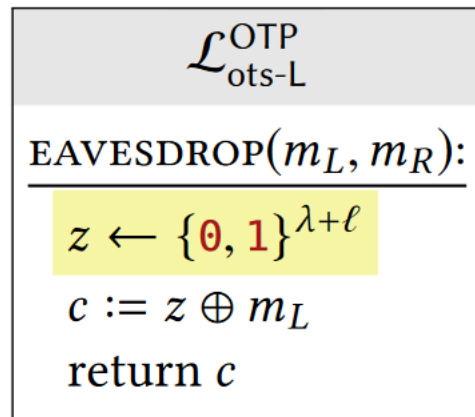 𝓛^OTP_ots-L
EAVESDROP(m_L, m_R):
z ← {0, 1}^{λ+ℓ}
c := z ⊕ m_L
return c